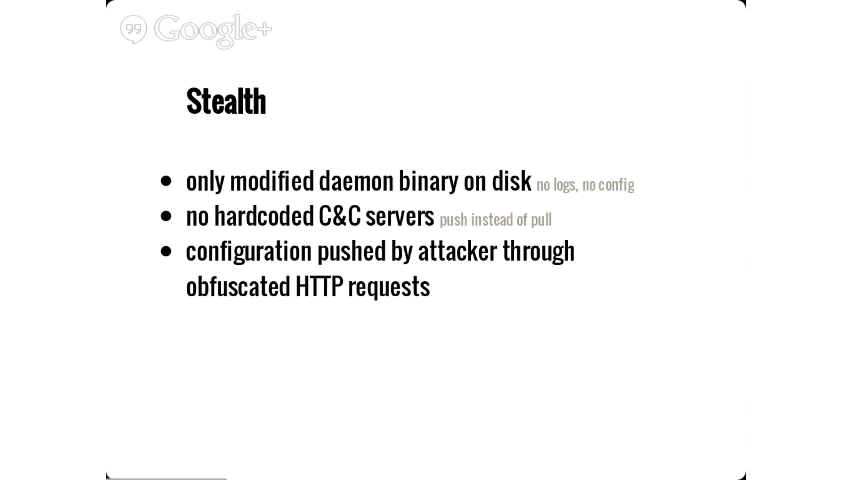 Google+
Stealth
• only modified daemon binary on disk no logs, no config
• no hardcoded C&C servers push instead of pull
• configuration pushed by attacker through
obfuscated HTTP requests